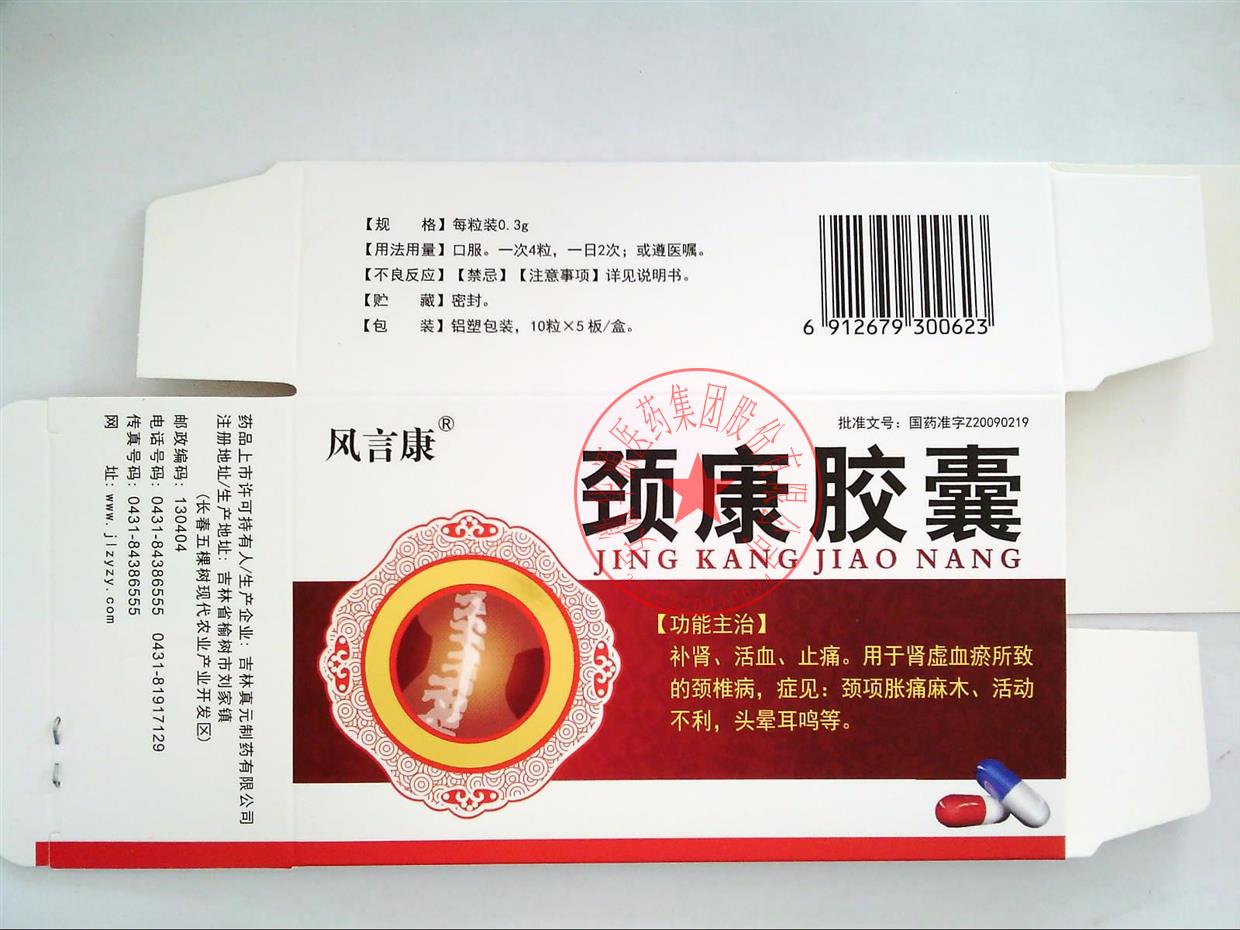 【规　　格】每粒装0.3g
【用法用量】口服。一次4粒，一日2次；或遵医嘱。
【不良反应】【禁忌】【注意事项】详见说明书。
【贮　　藏】密封。
【包　　装】铝塑包装，10粒×5板/盒。
6 912679 300623
风言康®
批准文号：国药准字Z20090219
颈康胶囊
JING KANG JIAO NANG
医药集团股份有限公司
【功能主治】
补肾、活血、止痛。用于肾虚血瘀所致
的颈椎病，症见：颈项胀痛麻木、活动
不利，头晕耳鸣等。
药品上市许可持有人/生产企业：吉林真元制药有限公司
注册地址/生产地址：吉林省榆树市刘家镇
（长春五棵树现代农业产业开发区）
邮政编码：130404
电话号码：0431-84386555 0431-81917129
传真号码：0431-84386555
网　　址：www.jlzyzy.com